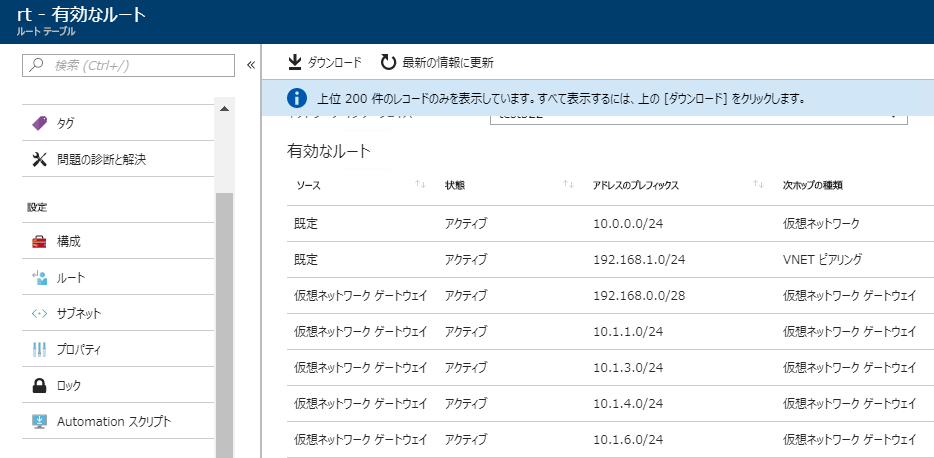 rt - 有効なルート
ルート テーブル
検索 (Ctrl+/)
«
ダウンロード
最新の情報に更新
上位 200 件のレコードのみを表示しています。すべて表示するには、上の [ダウンロード] をクリックします。
タグ
問題の診断と解決
設定
構成
ルート
サブネット
プロパティ
ロック
Automation スクリプト
有効なルート
ソース 状態 アドレスのプレフィックス 次ホップの種類
既定 アクティブ 10.0.0.0/24 仮想ネットワーク
既定 アクティブ 192.168.1.0/24 VNET ピアリング
仮想ネットワーク ゲートウェイ アクティブ 192.168.0.0/28 仮想ネットワーク ゲートウェイ
仮想ネットワーク ゲートウェイ アクティブ 10.1.1.0/24 仮想ネットワーク ゲートウェイ
仮想ネットワーク ゲートウェイ アクティブ 10.1.3.0/24 仮想ネットワーク ゲートウェイ
仮想ネットワーク ゲートウェイ アクティブ 10.1.4.0/24 仮想ネットワーク ゲートウェイ
仮想ネットワーク ゲートウェイ アクティブ 10.1.6.0/24 仮想ネットワーク ゲートウェイ